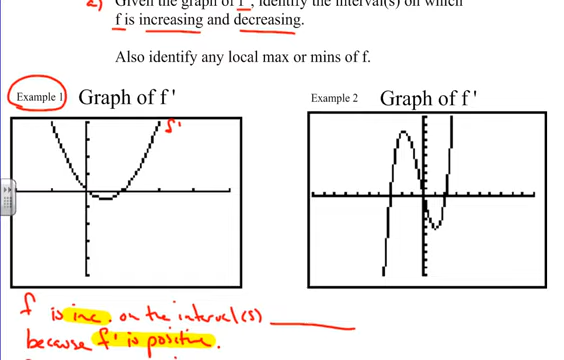 2) Given the graph of f', identify the interval(s) on which
f is increasing and decreasing.
Also identify any local max or mins of f.
Example 1 Graph of f'
Example 2 Graph of f'
f'
f is inc. on the interval(s) ________
because f' is positive.